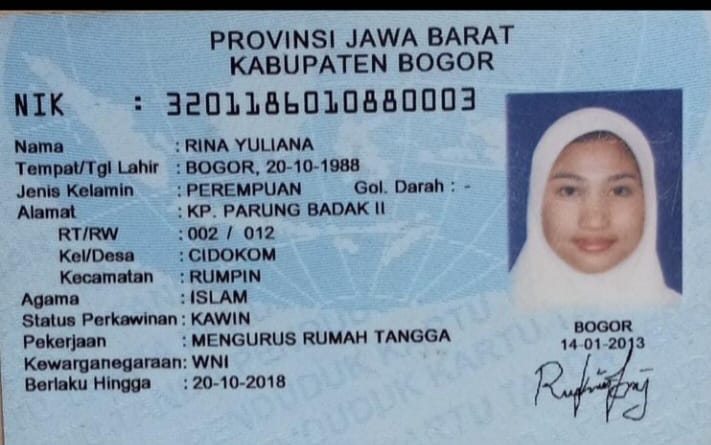 PROVINSI JAWA BARAT
KABUPATEN BOGOR
NIK : 3201186010880003
Nama : RINA YULIANA
Tempat/Tgl Lahir : BOGOR, 20-10-1988
Jenis Kelamin : PEREMPUAN Gol. Darah : -
Alamat : KP. PARUNG BADAK II
RT/RW : 002 / 012
Kel/Desa : CIDOKOM
Kecamatan : RUMPIN
Agama : ISLAM
Status Perkawinan : KAWIN
Pekerjaan : MENGURUS RUMAH TANGGA
Kewarganegaraan : WNI
Berlaku Hingga : 20-10-2018
BOGOR
14-01-2013